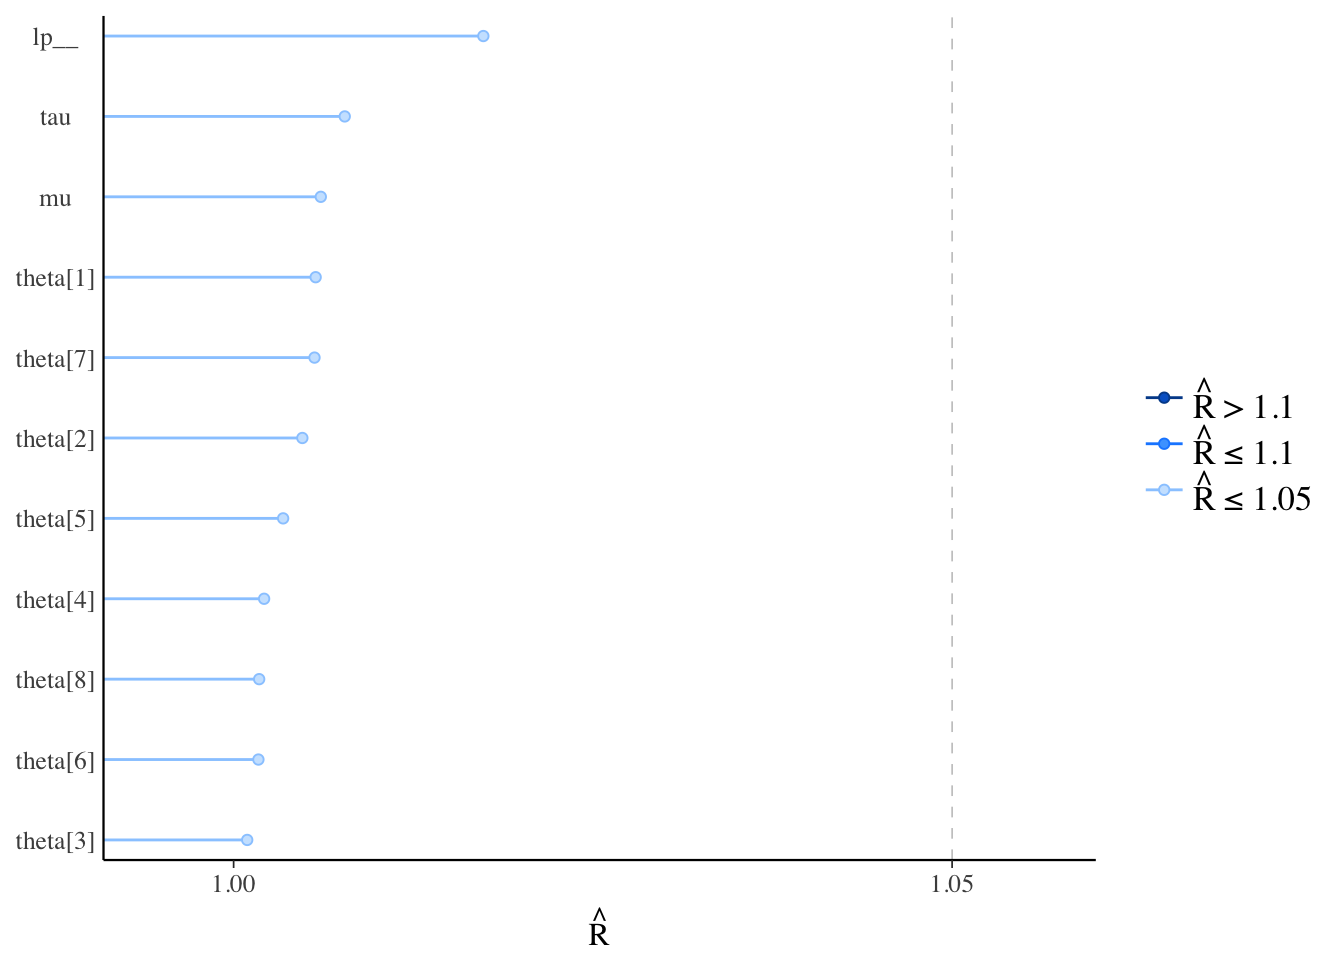 lp__
tau
mu
theta[1]
theta[7]
theta[2]
theta[5]
theta[4]
theta[8]
theta[6]
theta[3]
1.00
1.05
R̂
R̂ > 1.1
R̂ ≤ 1.1
R̂ ≤ 1.05